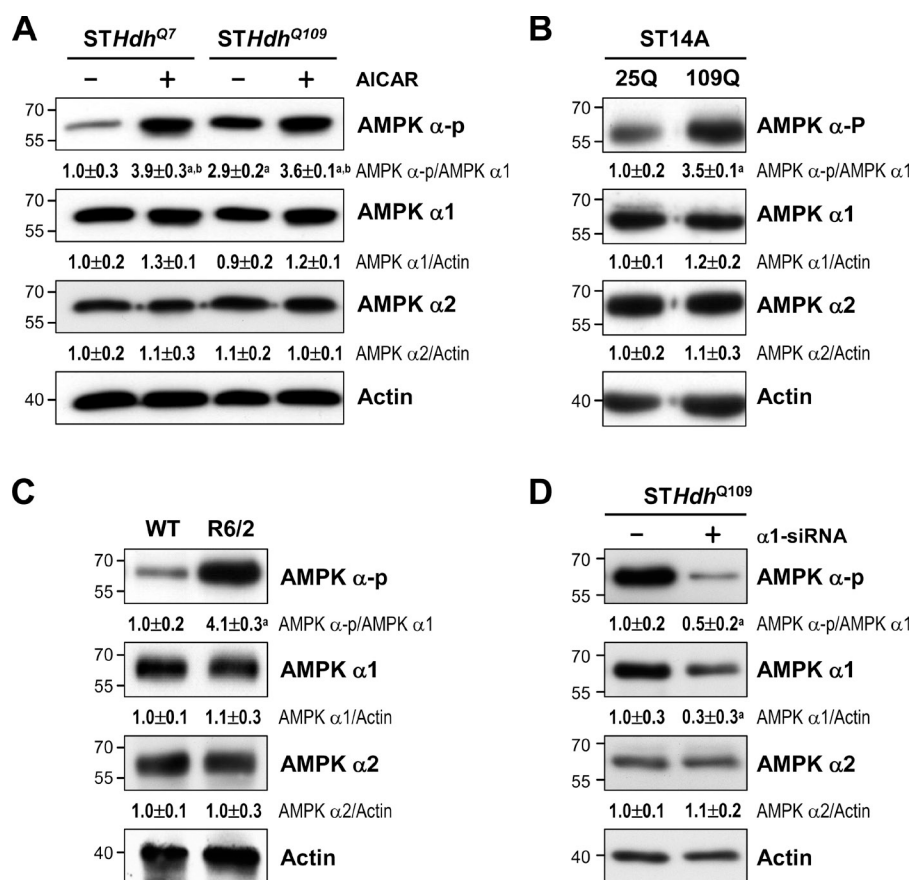 A
STHdhQ7 STHdhQ109
− + − + AICAR
70
55
AMPK α-p
1.0±0.3 3.9±0.3a,b 2.9±0.2a 3.6±0.1a,b AMPK α-p/AMPK α1
70
55
AMPK α1
1.0±0.2 1.3±0.1 0.9±0.2 1.2±0.1 AMPK α1/Actin
70
55
AMPK α2
1.0±0.2 1.1±0.3 1.1±0.2 1.0±0.1 AMPK α2/Actin
40
Actin
B
ST14A
25Q 109Q
70
55
AMPK α-P
1.0±0.2 3.5±0.1a AMPK α-p/AMPK α1
70
55
AMPK α1
1.0±0.1 1.2±0.2 AMPK α1/Actin
70
55
AMPK α2
1.0±0.2 1.1±0.3 AMPK α2/Actin
40
Actin
C
WT R6/2
70
55
AMPK α-p
1.0±0.2 4.1±0.3a AMPK α-p/AMPK α1
70
55
AMPK α1
1.0±0.1 1.1±0.3 AMPK α1/Actin
70
55
AMPK α2
1.0±0.1 1.0±0.3 AMPK α2/Actin
40
Actin
D
STHdhQ109
− + α1-siRNA
70
55
AMPK α-p
1.0±0.2 0.5±0.2a AMPK α-p/AMPK α1
70
55
AMPK α1
1.0±0.3 0.3±0.3a AMPK α1/Actin
70
55
AMPK α2
1.0±0.1 1.1±0.2 AMPK α2/Actin
40
Actin